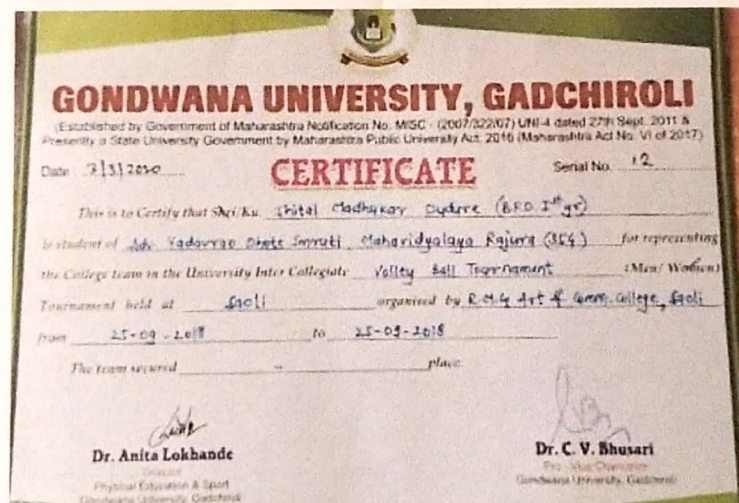 GONDWANA UNIVERSITY, GADCHIROLI
(Established by Government of Maharashtra Notification No. MISC - (2007/322/07) UNI-4 dated 27th Sept. 2011 &
Presently a State University Government by Maharashtra Public University Act. 2016 (Maharashtra Act No. VI of 2017)
Date : 7/3/2020 Serial No. 12
CERTIFICATE
This is to Certify that Shri/Ku. Shital Madhukar (B.P.Ed Ist yr)
is student of Adv. Yadavrao Dhote Smruti Mahavidyalaya Rajura (354) for representing
the College team in the University Inter Collegiate Volley Ball Tournament (Men/ Women)
Tournament held at Saoli organised by R.M.G Art & Comm. College, Saoli
from 25-09-2018 to 25-09-2018
The team secured — place
Dr. Anita Lokhande
Director
Physical Education & Sport
Gondwana University, Gadchiroli
Dr. C. V. Bhusari
Pro - Vice Chancellor
Gondwana University, Gadchiroli